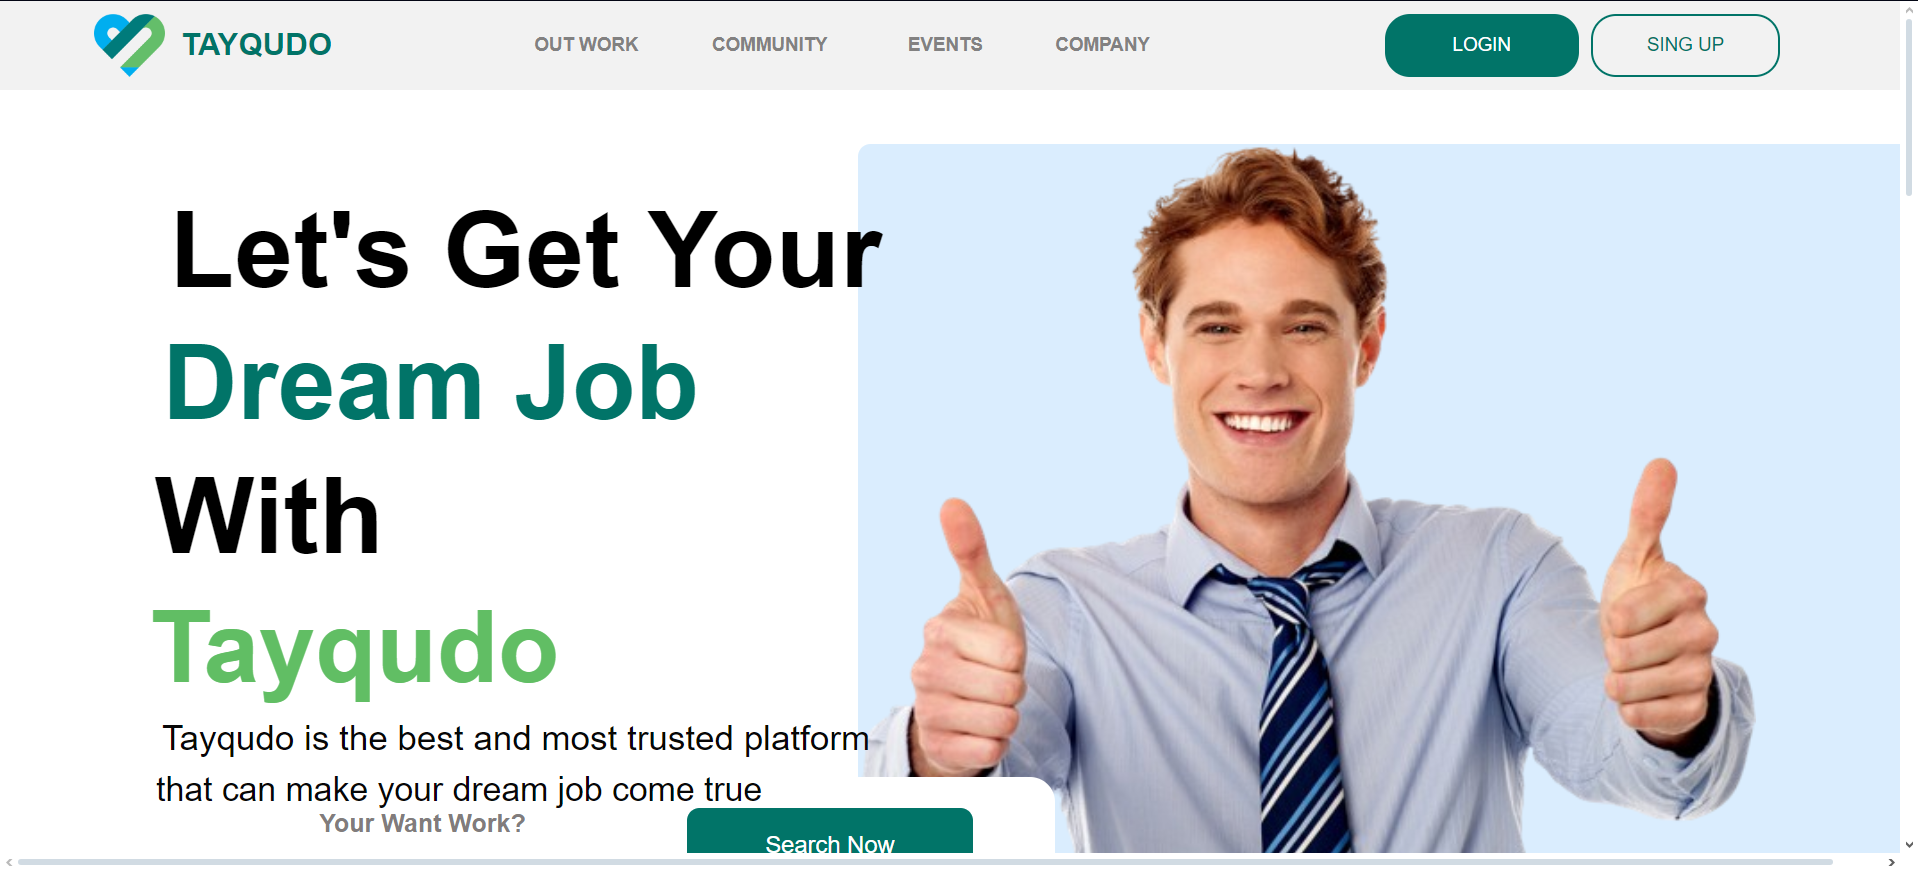 TAYQUDO
OUT WORK COMMUNITY EVENTS COMPANY
LOGIN SING UP
Let's Get Your
Dream Job
With
Tayqudo
Tayqudo is the best and most trusted platform
that can make your dream job come true
Your Want Work?
Search Now